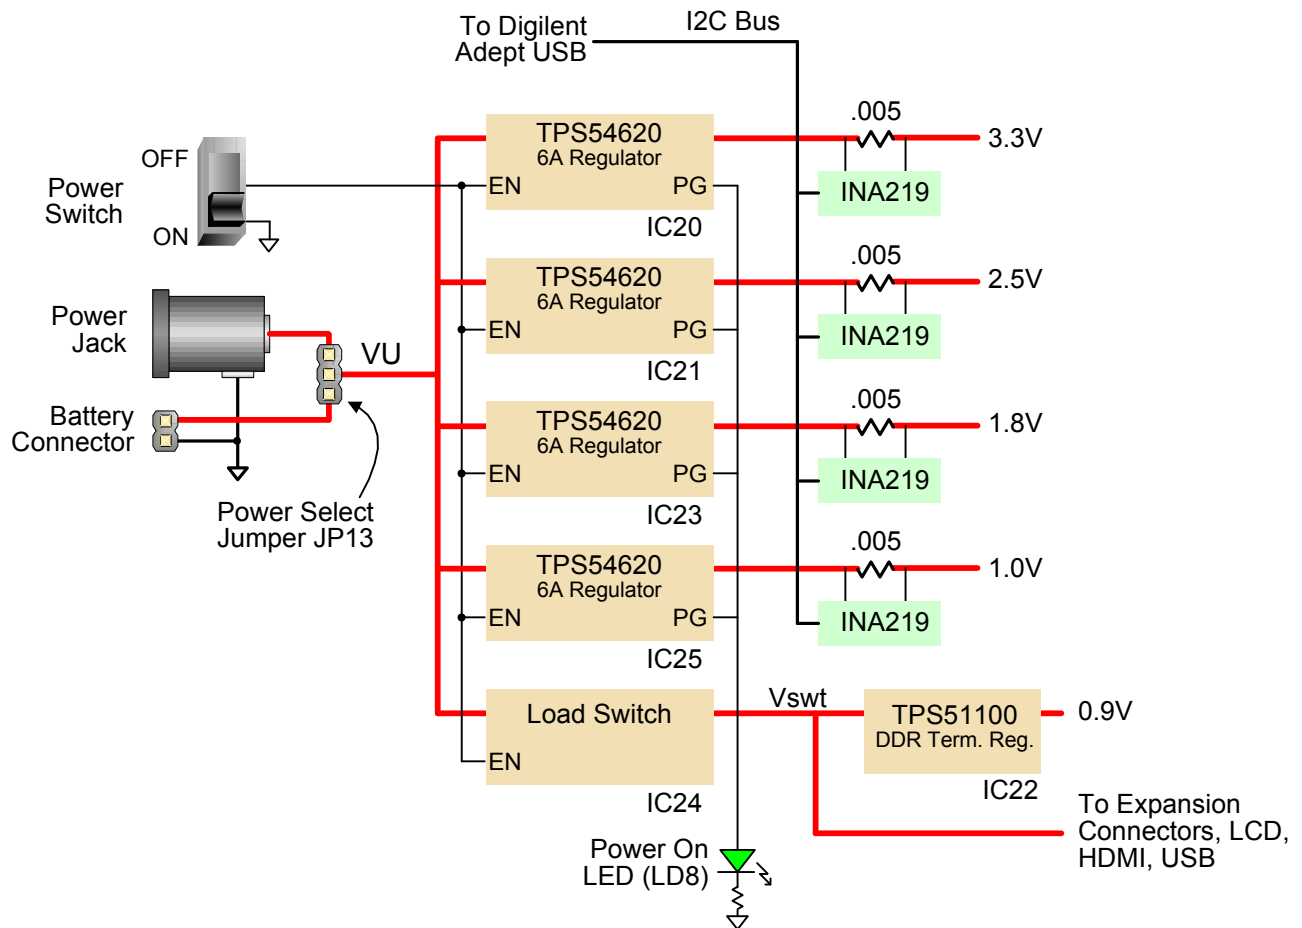 To Digilent
Adept USB
I2C Bus
OFF
Power
Switch
ON
Power
Jack
VU
Battery
Connector
Power Select
Jumper JP13
TPS54620
6A Regulator
EN
PG
IC20
.005
3.3V
INA219
TPS54620
6A Regulator
EN
PG
IC21
.005
2.5V
INA219
TPS54620
6A Regulator
EN
PG
IC23
.005
1.8V
INA219
TPS54620
6A Regulator
EN
PG
IC25
.005
1.0V
INA219
Load Switch
EN
IC24
Vswt
TPS51100
DDR Term. Reg.
IC22
0.9V
To Expansion
Connectors, LCD,
HDMI, USB
Power On
LED (LD8)